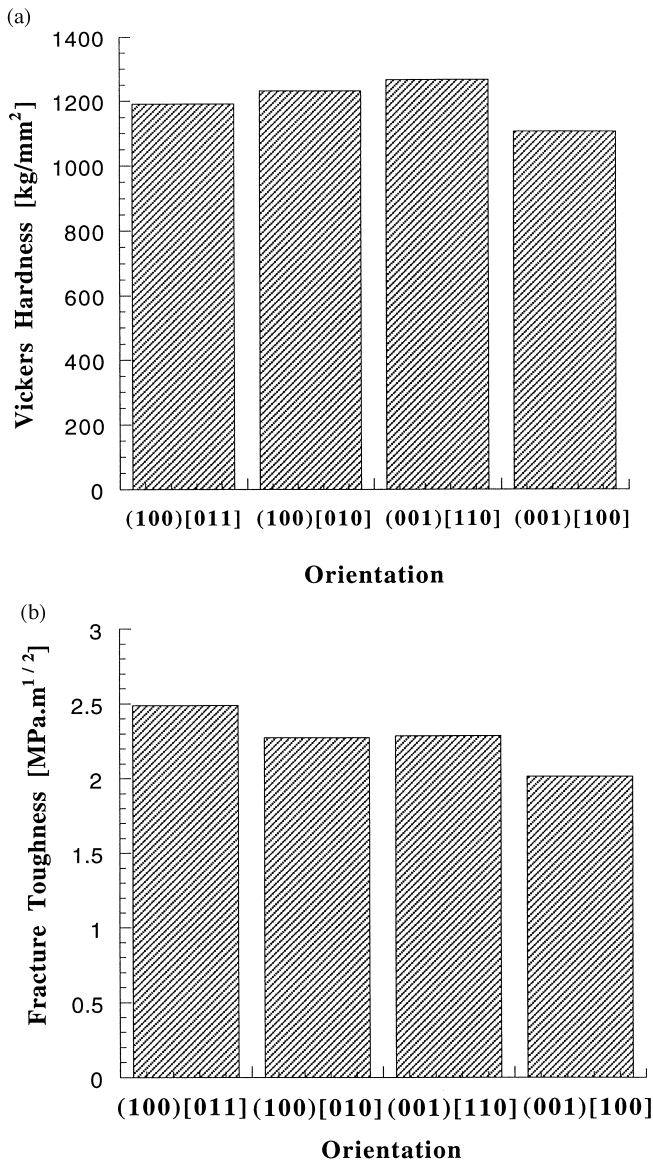 (a)
1400
1200
1000
800
600
400
200
0
Vickers Hardness [kg/mm²]
(100)[011] (100)[010] (001)[110] (001)[100]
Orientation
(b)
3
2.5
2
1.5
1
0.5
0
Fracture Toughness [MPa.m¹/²]
(100)[011] (100)[010] (001)[110] (001)[100]
Orientation